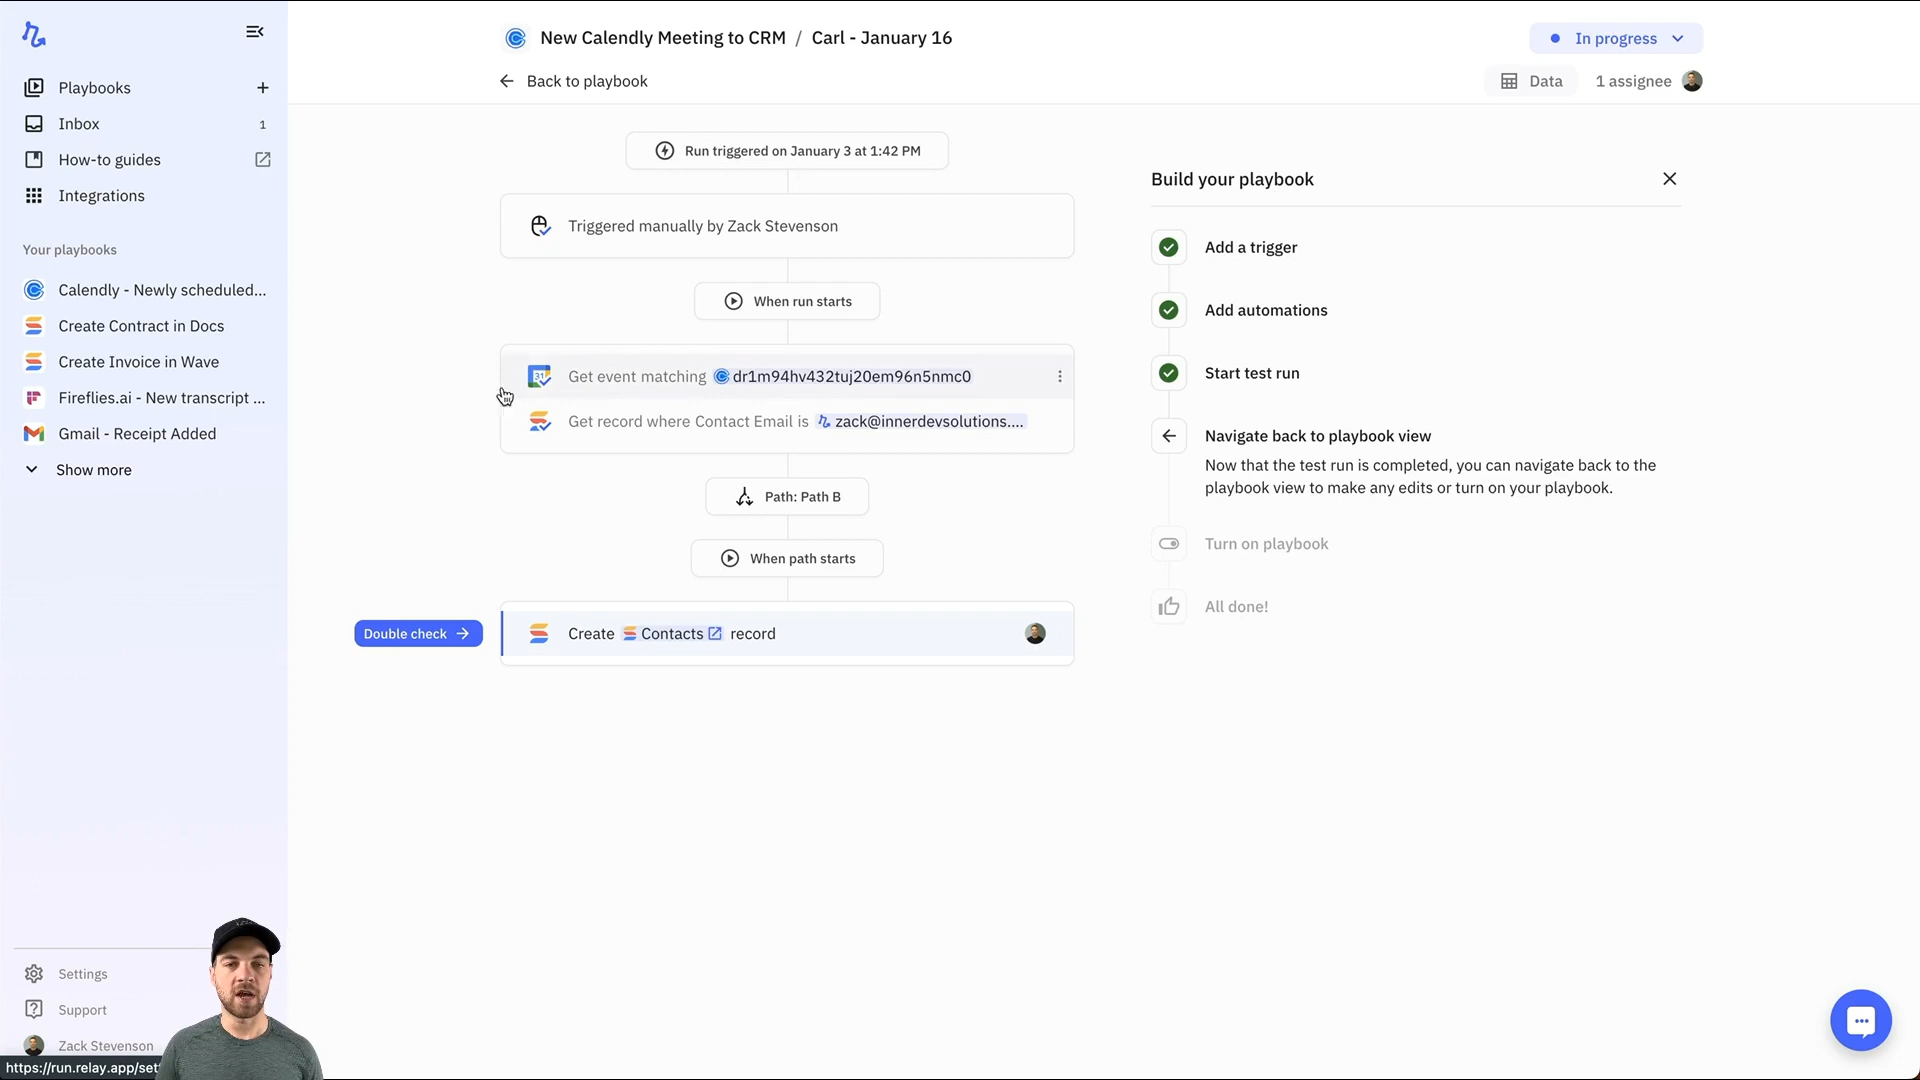 New Calendly Meeting to CRM / Carl - January 16
In progress
Back to playbook
Data
1 assignee
Playbooks
Inbox 1
How-to guides
Integrations
Your playbooks
Calendly - Newly scheduled...
Create Contract in Docs
Create Invoice in Wave
Fireflies.ai - New transcript ...
Gmail - Receipt Added
Show more
Settings
Support
Zack Stevenson
https://run.relay.app/set
Run triggered on January 3 at 1:42 PM
Triggered manually by Zack Stevenson
When run starts
31
Get event matching dr1m94hv432tuj20em96n5nmc0
Get record where Contact Email is zack@innerdevsolutions....
Path: Path B
When path starts
Double check
Create Contacts record
Build your playbook
Add a trigger
Add automations
Start test run
Navigate back to playbook view
Now that the test run is completed, you can navigate back to the
playbook view to make any edits or turn on your playbook.
Turn on playbook
All done!